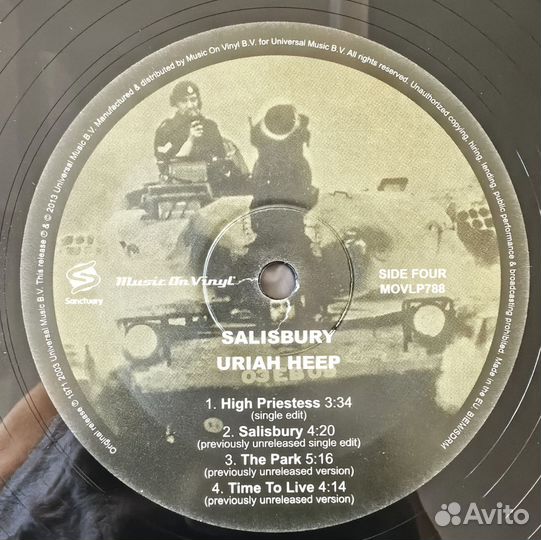 Original release ℗ 1971 2003 Universal Music B.V. This release ℗ & © 2013 Universal Music B.V. Manufactured & distributed by Music On Vinyl B.V. for Universal Music B.V. All rights reserved. Unauthorized copying, hiring, lending, public performance & broadcasting prohibited. Made in the EU. BIEM/SDRM
S
Sanctuary
Music On Vinyl
SIDE FOUR
MOVLP788
SALISBURY
URIAH HEEP
03 EB 02
1. High Priestess 3:34
(single edit)
2. Salisbury 4:20
(previously unreleased single edit)
3. The Park 5:16
(previously unreleased version)
4. Time To Live 4:14
(previously unreleased version)
Avito